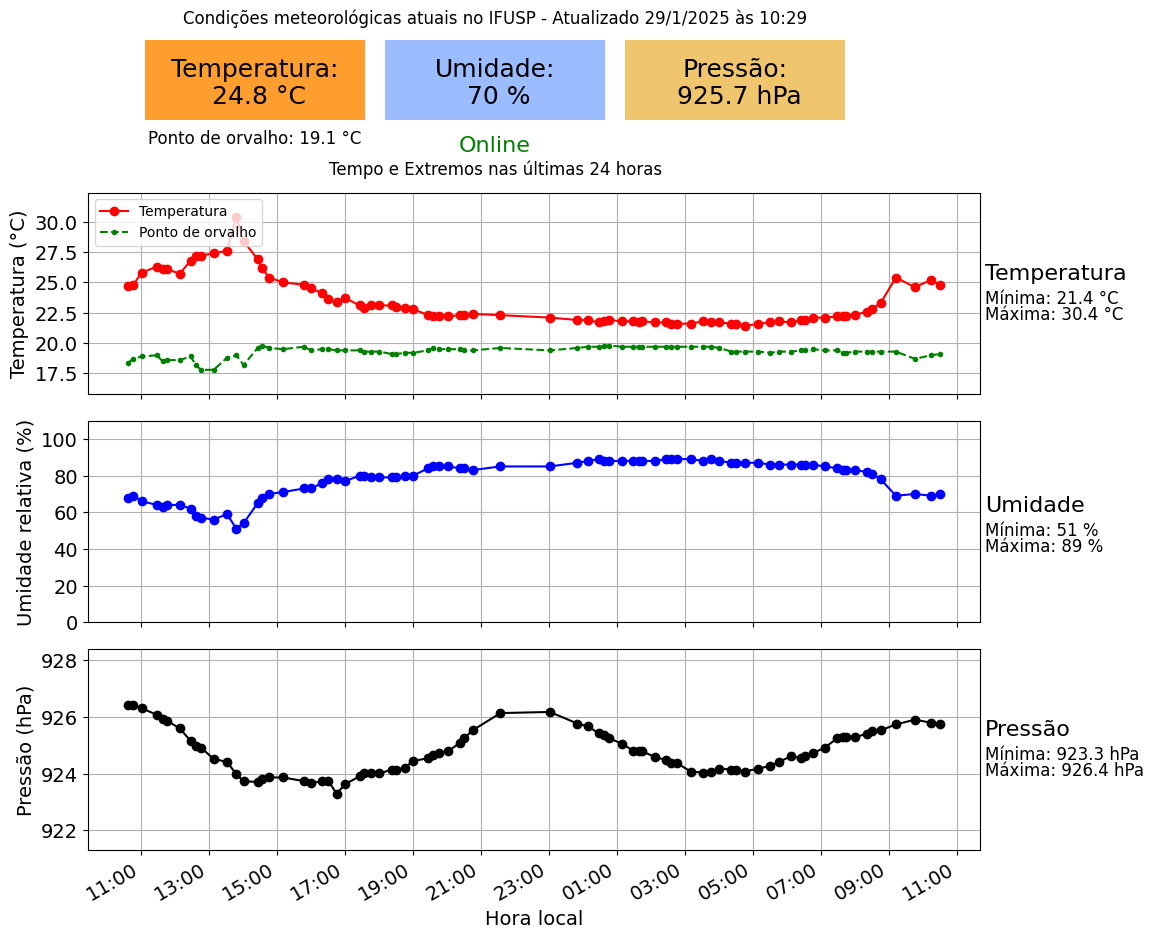 Condições meteorológicas atuais no IFUSP - Atualizado 29/1/2025 às 10:29
Temperatura:
24.8 °C
Umidade:
70 %
Pressão:
925.7 hPa
Ponto de orvalho: 19.1 °C
Online
Tempo e Extremos nas últimas 24 horas
Temperatura (°C)
30.0
27.5
25.0
22.5
20.0
17.5
Temperatura
Ponto de orvalho
Temperatura
Mínima: 21.4 °C
Máxima: 30.4 °C
Umidade relativa (%)
100
80
60
40
20
0
Umidade
Mínima: 51 %
Máxima: 89 %
Pressão (hPa)
928
926
924
922
Pressão
Mínima: 923.3 hPa
Máxima: 926.4 hPa
11:00
13:00
15:00
17:00
19:00
21:00
23:00
01:00
03:00
05:00
07:00
09:00
11:00
Hora local